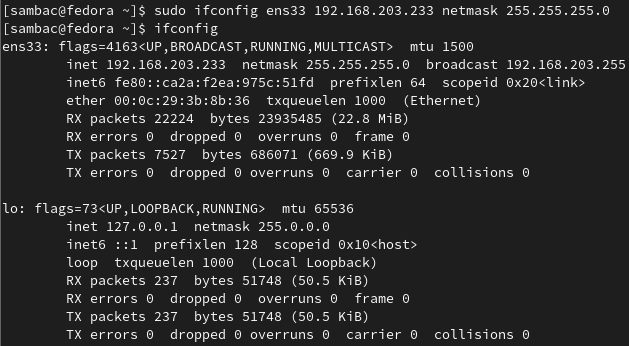 [sambac@fedora ~]$ sudo ifconfig ens33 192.168.203.233 netmask 255.255.255.0
[sambac@fedora ~]$ ifconfig
ens33: flags=4163<UP,BROADCAST,RUNNING,MULTICAST>  mtu 1500
        inet 192.168.203.233  netmask 255.255.255.0  broadcast 192.168.203.255
        inet6 fe80::ca2a:f2ea:975c:51fd  prefixlen 64  scopeid 0x20<link>
        ether 00:0c:29:3b:8b:36  txqueuelen 1000  (Ethernet)
        RX packets 22224  bytes 23935485 (22.8 MiB)
        RX errors 0  dropped 0  overruns 0  frame 0
        TX packets 7527  bytes 686071 (669.9 KiB)
        TX errors 0  dropped 0 overruns 0  carrier 0  collisions 0

lo: flags=73<UP,LOOPBACK,RUNNING>  mtu 65536
        inet 127.0.0.1  netmask 255.0.0.0
        inet6 ::1  prefixlen 128  scopeid 0x10<host>
        loop  txqueuelen 1000  (Local Loopback)
        RX packets 237  bytes 51748 (50.5 KiB)
        RX errors 0  dropped 0  overruns 0  frame 0
        TX packets 237  bytes 51748 (50.5 KiB)
        TX errors 0  dropped 0 overruns 0  carrier 0  collisions 0